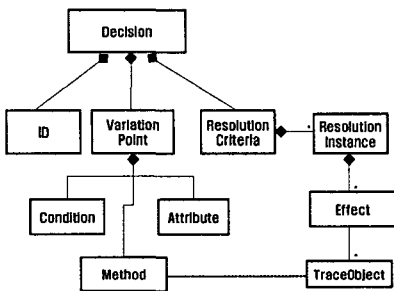 Decision
ID
Variation
Point
Resolution
Criteria
*
Resolution
Instance
*
Condition
Attribute
Effect
*
Method
TraceObject